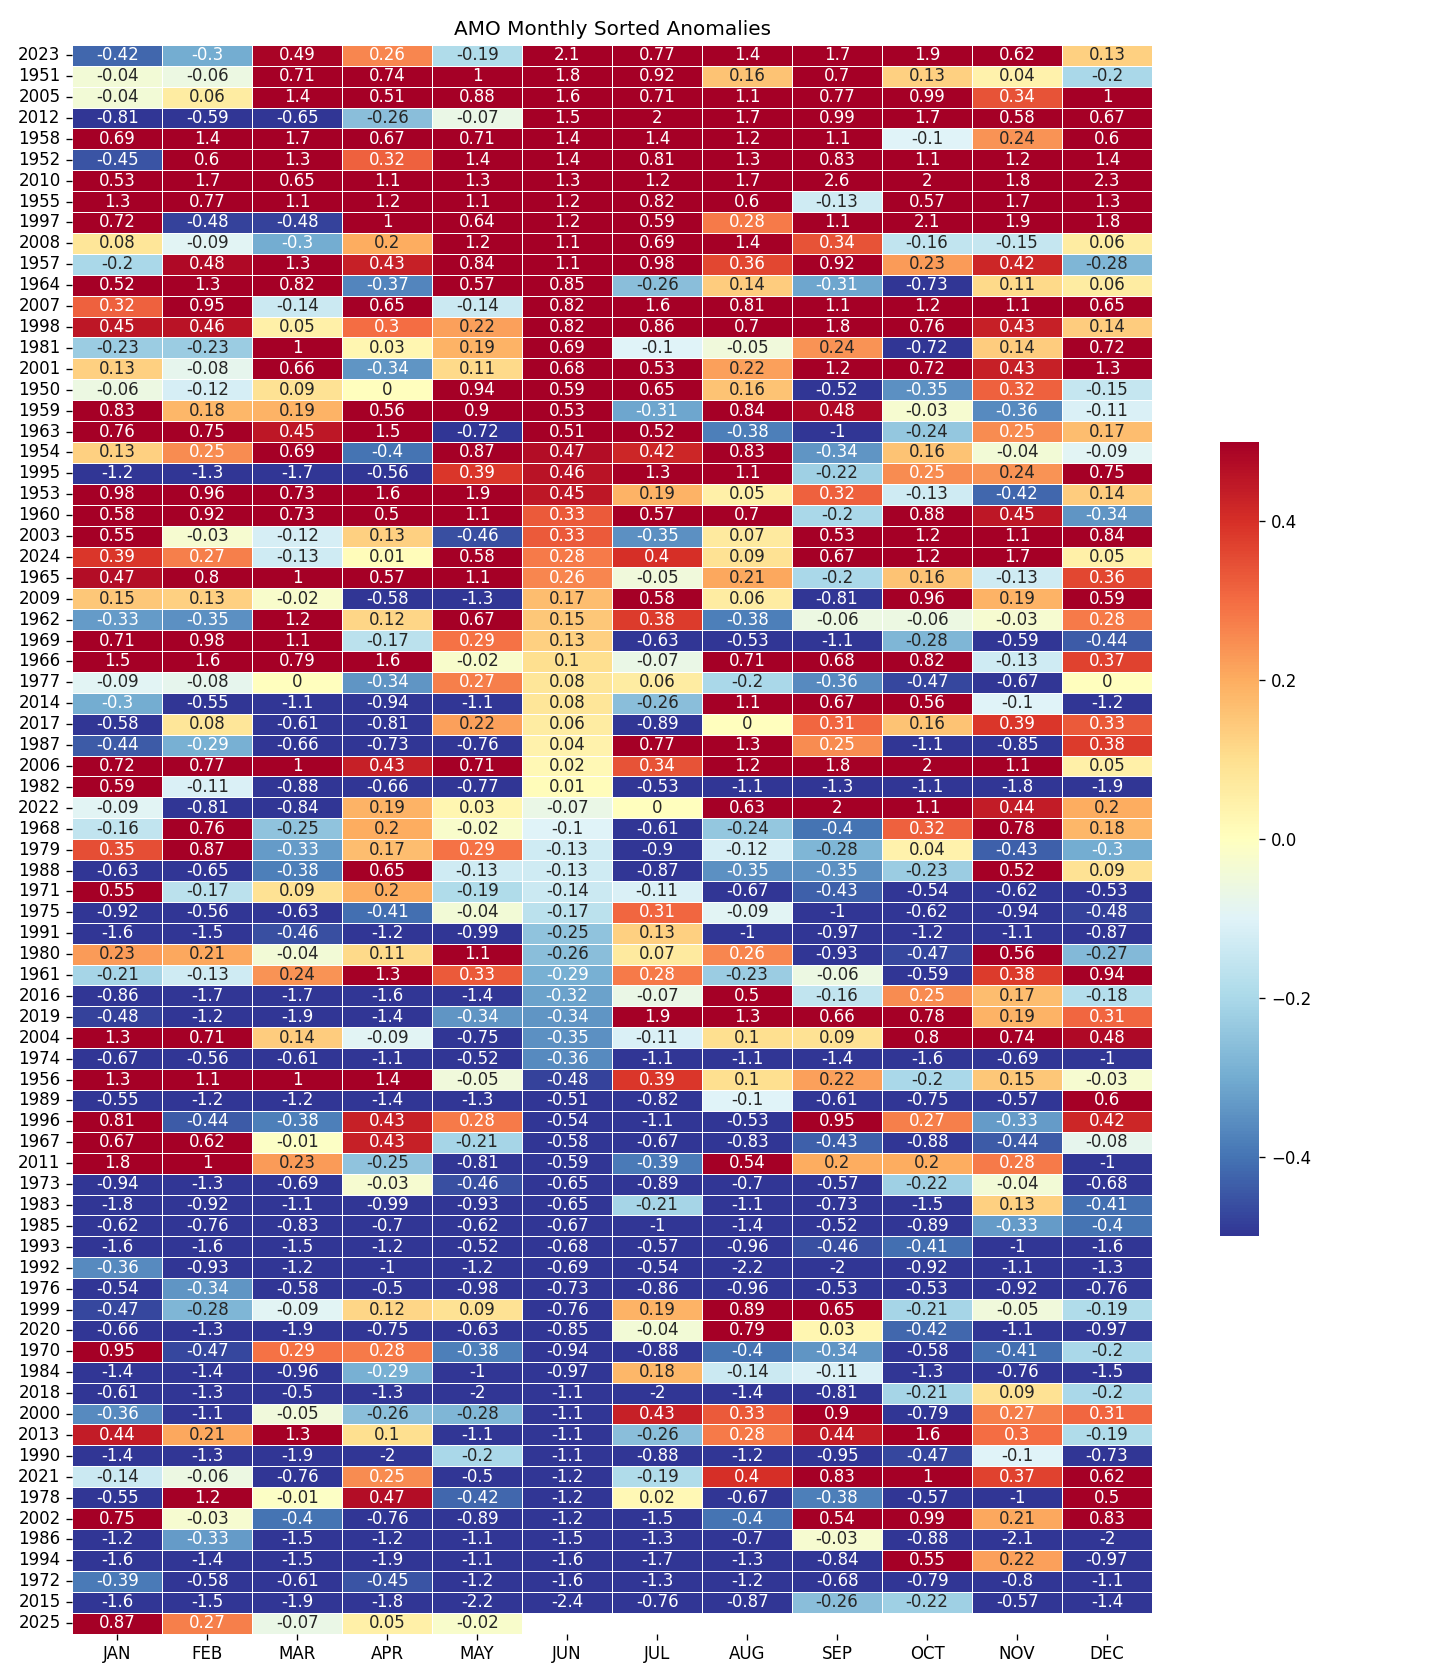 AMO Monthly Sorted Anomalies
2023 -0.42 -0.3 0.49 0.26 -0.19 2.1 0.77 1.4 1.7 1.9 0.62 0.13
1951 -0.04 -0.06 0.71 0.74 1 1.8 0.92 0.16 0.7 0.13 0.04 -0.2
2005 -0.04 0.06 1.4 0.51 0.88 1.6 0.71 1.1 0.77 0.99 0.34 1
2012 -0.81 -0.59 -0.65 -0.26 -0.07 1.5 2 1.7 0.99 1.7 0.58 0.67
1958 0.69 1.4 1.7 0.67 0.71 1.4 1.4 1.2 1.1 -0.1 0.24 0.6
1952 -0.45 0.6 1.3 0.32 1.4 1.4 0.81 1.3 0.83 1.1 1.2 1.4
2010 0.53 1.7 0.65 1.1 1.3 1.3 1.2 1.7 2.6 2 1.8 2.3
1955 1.3 0.77 1.1 1.2 1.1 1.2 0.82 0.6 -0.13 0.57 1.7 1.3
1997 0.72 -0.48 -0.48 1 0.64 1.2 0.59 0.28 1.1 2.1 1.9 1.8
2008 0.08 -0.09 -0.3 0.2 1.2 1.1 0.69 1.4 0.34 -0.16 -0.15 0.06
1957 -0.2 0.48 1.3 0.43 0.84 1.1 0.98 0.36 0.92 0.23 0.42 -0.28
1964 0.52 1.3 0.82 -0.37 0.57 0.85 -0.26 0.14 -0.31 -0.73 0.11 0.06
2007 0.32 0.95 -0.14 0.65 -0.14 0.82 1.6 0.81 1.1 1.2 1.1 0.65
1998 0.45 0.46 0.05 0.3 0.22 0.82 0.86 0.7 1.8 0.76 0.43 0.14
1981 -0.23 -0.23 1 0.03 0.19 0.69 -0.1 -0.05 0.24 -0.72 0.14 0.72
2001 0.13 -0.08 0.66 -0.34 0.11 0.68 0.53 0.22 1.2 0.72 0.43 1.3
1950 -0.06 -0.12 0.09 0 0.94 0.59 0.65 0.16 -0.52 -0.35 0.32 -0.15
1959 0.83 0.18 0.19 0.56 0.9 0.53 -0.31 0.84 0.48 -0.03 -0.36 -0.11
1963 0.76 0.75 0.45 1.5 -0.72 0.51 0.52 -0.38 -1 -0.24 0.25 0.17
1954 0.13 0.25 0.69 -0.4 0.87 0.47 0.42 0.83 -0.34 0.16 -0.04 -0.09
1995 -1.2 -1.3 -1.7 -0.56 0.39 0.46 1.3 1.1 -0.22 0.25 0.24 0.75
1953 0.98 0.96 0.73 1.6 1.9 0.45 0.19 0.05 0.32 -0.13 -0.42 0.14
1960 0.58 0.92 0.73 0.5 1.1 0.33 0.57 0.7 -0.2 0.88 0.45 -0.34
2003 0.55 -0.03 -0.12 0.13 -0.46 0.33 -0.35 0.07 0.53 1.2 1.1 0.84
2024 0.39 0.27 -0.13 0.01 0.58 0.28 0.4 0.09 0.67 1.2 1.7 0.05
1965 0.47 0.8 1 0.57 1.1 0.26 -0.05 0.21 -0.2 0.16 -0.13 0.36
2009 0.15 0.13 -0.02 -0.58 -1.3 0.17 0.58 0.06 -0.81 0.96 0.19 0.59
1962 -0.33 -0.35 1.2 0.12 0.67 0.15 0.38 -0.38 -0.06 -0.06 -0.03 0.28
1969 0.71 0.98 1.1 -0.17 0.29 0.13 -0.63 -0.53 -1.1 -0.28 -0.59 -0.44
1966 1.5 1.6 0.79 1.6 -0.02 0.1 -0.07 0.71 0.68 0.82 -0.13 0.37
1977 -0.09 -0.08 0 -0.34 0.27 0.08 0.06 -0.2 -0.36 -0.47 -0.67 0
2014 -0.3 -0.55 -1.1 -0.94 -1.1 0.08 -0.26 1.1 0.67 0.56 -0.1 -1.2
2017 -0.58 0.08 -0.61 -0.81 0.22 0.06 -0.89 0 0.31 0.16 0.39 0.33
1987 -0.44 -0.29 -0.66 -0.73 -0.76 0.04 0.77 1.3 0.25 -1.1 -0.85 0.38
2006 0.72 0.77 1 0.43 0.71 0.02 0.34 1.2 1.8 2 1.1 0.05
1982 0.59 -0.11 -0.88 -0.66 -0.77 0.01 -0.53 -1.1 -1.3 -1.1 -1.8 -1.9
2022 -0.09 -0.81 -0.84 0.19 0.03 -0.07 0 0.63 2 1.1 0.44 0.2
1968 -0.16 0.76 -0.25 0.2 -0.02 -0.1 -0.61 -0.24 -0.4 0.32 0.78 0.18
1979 0.35 0.87 -0.33 0.17 0.29 -0.13 -0.9 -0.12 -0.28 0.04 -0.43 -0.3
1988 -0.63 -0.65 -0.38 0.65 -0.13 -0.13 -0.87 -0.35 -0.35 -0.23 0.52 0.09
1971 0.55 -0.17 0.09 0.2 -0.19 -0.14 -0.11 -0.67 -0.43 -0.54 -0.62 -0.53
1975 -0.92 -0.56 -0.63 -0.41 -0.04 -0.17 0.31 -0.09 -1 -0.62 -0.94 -0.48
1991 -1.6 -1.5 -0.46 -1.2 -0.99 -0.25 0.13 -1 -0.97 -1.2 -1.1 -0.87
1980 0.23 0.21 -0.04 0.11 1.1 -0.26 0.07 0.26 -0.93 -0.47 0.56 -0.27
1961 -0.21 -0.13 0.24 1.3 0.33 -0.29 0.28 -0.23 -0.06 -0.59 0.38 0.94
2016 -0.86 -1.7 -1.7 -1.6 -1.4 -0.32 -0.07 0.5 -0.16 0.25 0.17 -0.18
2019 -0.48 -1.2 -1.9 -1.4 -0.34 -0.34 1.9 1.3 0.66 0.78 0.19 0.31
2004 1.3 0.71 0.14 -0.09 -0.75 -0.35 -0.11 0.1 0.09 0.8 0.74 0.48
1974 -0.67 -0.56 -0.61 -1.1 -0.52 -0.36 -1.1 -1.1 -1.4 -1.6 -0.69 -1
1956 1.3 1.1 1 1.4 -0.05 -0.48 0.39 0.1 0.22 -0.2 0.15 -0.03
1989 -0.55 -1.2 -1.2 -1.4 -1.3 -0.51 -0.82 -0.1 -0.61 -0.75 -0.57 0.6
1996 0.81 -0.44 -0.38 0.43 0.28 -0.54 -1.1 -0.53 0.95 0.27 -0.33 0.42
1967 0.67 0.62 -0.01 0.43 -0.21 -0.58 -0.67 -0.83 -0.43 -0.88 -0.44 -0.08
2011 1.8 1 0.23 -0.25 -0.81 -0.59 -0.39 0.54 0.2 0.2 0.28 -1
1973 -0.94 -1.3 -0.69 -0.03 -0.46 -0.65 -0.89 -0.7 -0.57 -0.22 -0.04 -0.68
1983 -1.8 -0.92 -1.1 -0.99 -0.93 -0.65 -0.21 -1.1 -0.73 -1.5 0.13 -0.41
1985 -0.62 -0.76 -0.83 -0.7 -0.62 -0.67 -1 -1.4 -0.52 -0.89 -0.33 -0.4
1993 -1.6 -1.6 -1.5 -1.2 -0.52 -0.68 -0.57 -0.96 -0.46 -0.41 -1 -1.6
1992 -0.36 -0.93 -1.2 -1 -1.2 -0.69 -0.54 -2.2 -2 -0.92 -1.1 -1.3
1976 -0.54 -0.34 -0.58 -0.5 -0.98 -0.73 -0.86 -0.96 -0.53 -0.53 -0.92 -0.76
1999 -0.47 -0.28 -0.09 0.12 0.09 -0.76 0.19 0.89 0.65 -0.21 -0.05 -0.19
2020 -0.66 -1.3 -1.9 -0.75 -0.63 -0.85 -0.04 0.79 0.03 -0.42 -1.1 -0.97
1970 0.95 -0.47 0.29 0.28 -0.38 -0.94 -0.88 -0.4 -0.34 -0.58 -0.41 -0.2
1984 -1.4 -1.4 -0.96 -0.29 -1 -0.97 0.18 -0.14 -0.11 -1.3 -0.76 -1.5
2018 -0.61 -1.3 -0.5 -1.3 -2 -1.1 -2 -1.4 -0.81 -0.21 0.09 -0.2
2000 -0.36 -1.1 -0.05 -0.26 -0.28 -1.1 0.43 0.33 0.9 -0.79 0.27 0.31
2013 0.44 0.21 1.3 0.1 -1.1 -1.1 -0.26 0.28 0.44 1.6 0.3 -0.19
1990 -1.4 -1.3 -1.9 -2 -0.2 -1.1 -0.88 -1.2 -0.95 -0.47 -0.1 -0.73
2021 -0.14 -0.06 -0.76 0.25 -0.5 -1.2 -0.19 0.4 0.83 1 0.37 0.62
1978 -0.55 1.2 -0.01 0.47 -0.42 -1.2 0.02 -0.67 -0.38 -0.57 -1 0.5
2002 0.75 -0.03 -0.4 -0.76 -0.89 -1.2 -1.5 -0.4 0.54 0.99 0.21 0.83
1986 -1.2 -0.33 -1.5 -1.2 -1.1 -1.5 -1.3 -0.7 -0.03 -0.88 -2.1 -2
1994 -1.6 -1.4 -1.5 -1.9 -1.1 -1.6 -1.7 -1.3 -0.84 0.55 0.22 -0.97
1972 -0.39 -0.58 -0.61 -0.45 -1.2 -1.6 -1.3 -1.2 -0.68 -0.79 -0.8 -1.1
2015 -1.6 -1.5 -1.9 -1.8 -2.2 -2.4 -0.76 -0.87 -0.26 -0.22 -0.57 -1.4
2025 0.87 0.27 -0.07 0.05 -0.02
JAN FEB MAR APR MAY JUN JUL AUG SEP OCT NOV DEC
0.4
0.2
0.0
−0.2
−0.4